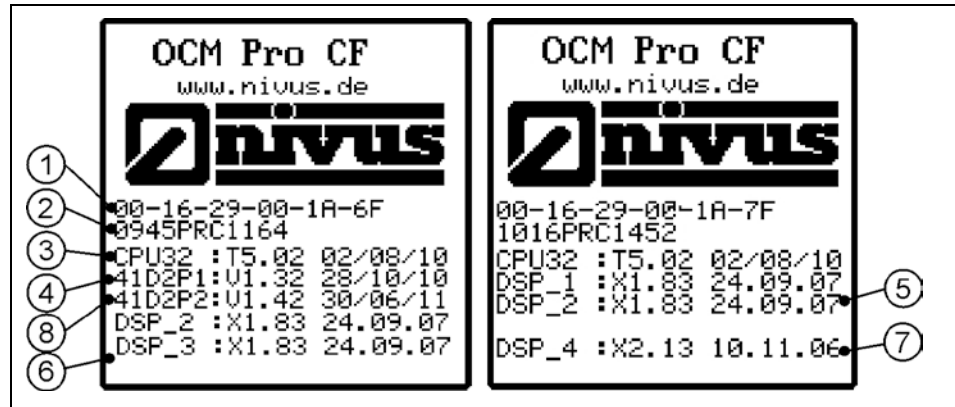 OCM Pro CF
www.nivus.de
nivus
1
2
3
4
8
6
00-16-29-00-1A-6F
0945PRC1164
CPU32 :T5.02 02/08/10
41D2P1:V1.32 28/10/10
41D2P2:V1.42 30/06/11
DSP_2 :X1.83 24.09.07
DSP_3 :X1.83 24.09.07
OCM Pro CF
www.nivus.de
nivus
00-16-29-00-1A-7F
1016PRC1452
CPU32 :T5.02 02/08/10
DSP_1 :X1.83 24.09.07
DSP_2 :X1.83 24.09.07
DSP_4 :X2.13 10.11.06
5
7